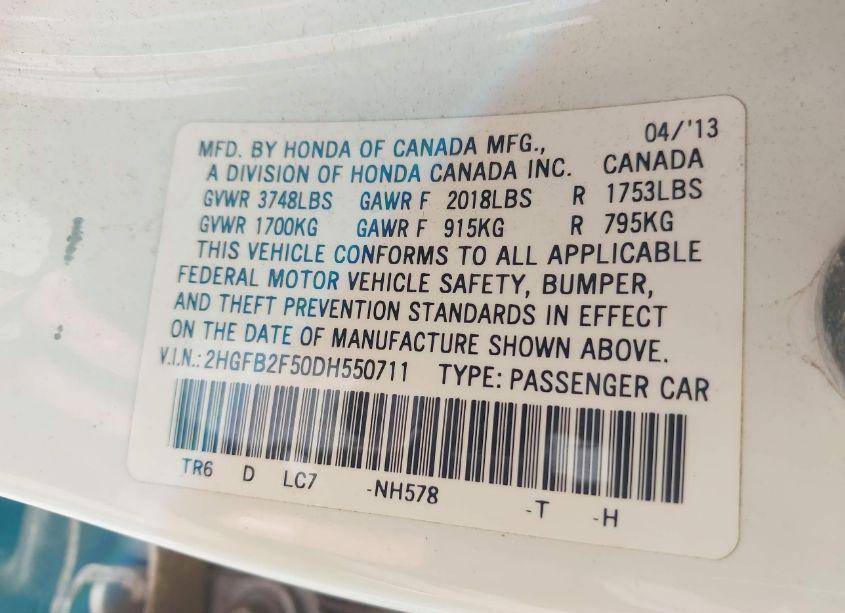 04/'13
MFD. BY HONDA OF CANADA MFG.,
A DIVISION OF HONDA CANADA INC. CANADA
GVWR 3748LBS GAWR F 2018LBS R 1753LBS
GVWR 1700KG GAWR F 915KG R 795KG
THIS VEHICLE CONFORMS TO ALL APPLICABLE
FEDERAL MOTOR VEHICLE SAFETY, BUMPER,
AND THEFT PREVENTION STANDARDS IN EFFECT
ON THE DATE OF MANUFACTURE SHOWN ABOVE.
V.I.N.: 2HGFB2F50DH550711 TYPE: PASSENGER CAR
TR6 D LC7 -NH578 -T -H